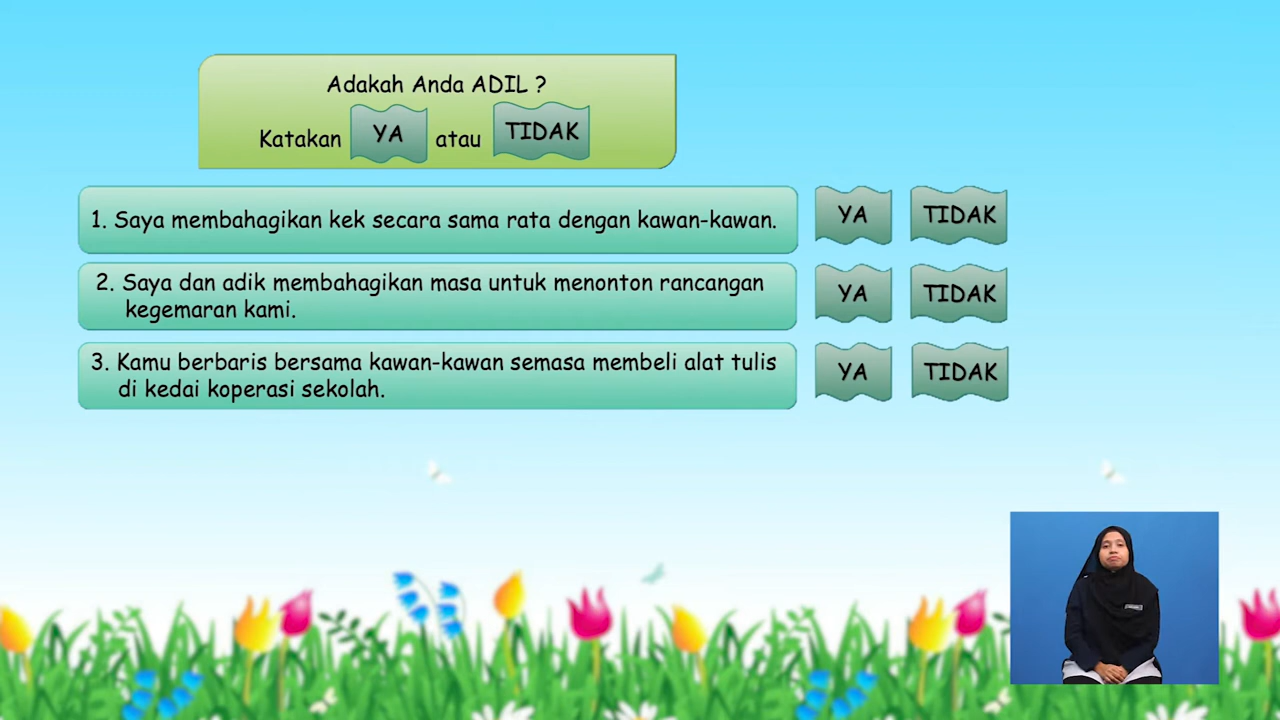 Adakah Anda ADIL ?
Katakan YA atau TIDAK
1. Saya membahagikan kek secara sama rata dengan kawan-kawan. YA TIDAK
2. Saya dan adik membahagikan masa untuk menonton rancangan
kegemaran kami. YA TIDAK
3. Kamu berbaris bersama kawan-kawan semasa membeli alat tulis
di kedai koperasi sekolah. YA TIDAK